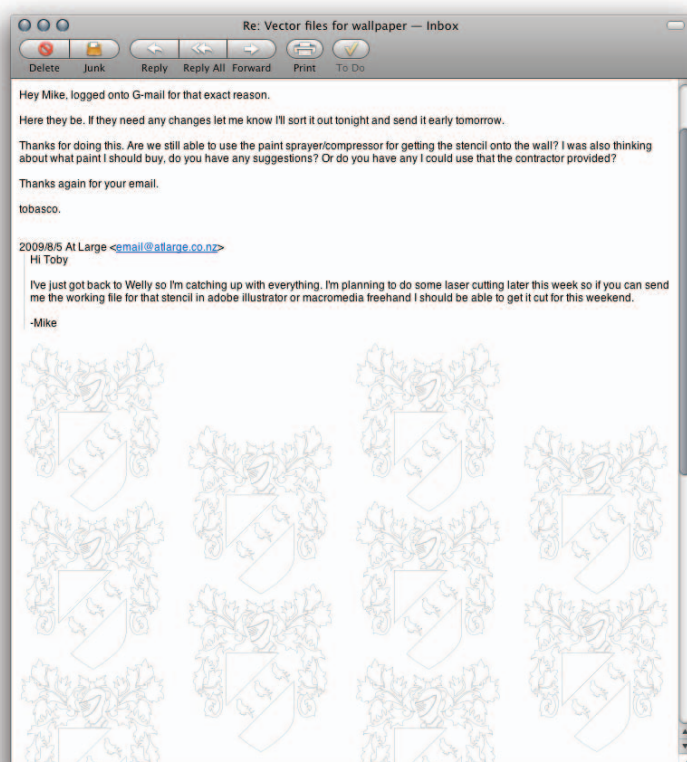 Re: Vector files for wallpaper — Inbox
Delete Junk Reply Reply All Forward Print To Do
Hey Mike, logged onto G-mail for that exact reason.
Here they be. If they need any changes let me know I'll sort it out tonight and send it early tomorrow.
Thanks for doing this. Are we still able to use the paint sprayer/compressor for getting the stencil onto the wall? I was also thinking
about what paint I should buy, do you have any suggestions? Or do you have any I could use that the contractor provided?
Thanks again for your email.
tobasco.
2009/8/5 At Large <email@atlarge.co.nz>
Hi Toby
I've just got back to Welly so I'm catching up with everything. I'm planning to do some laser cutting later this week so if you can send
me the working file for that stencil in adobe illustrator or macromedia freehand I should be able to get it cut for this weekend.
-Mike